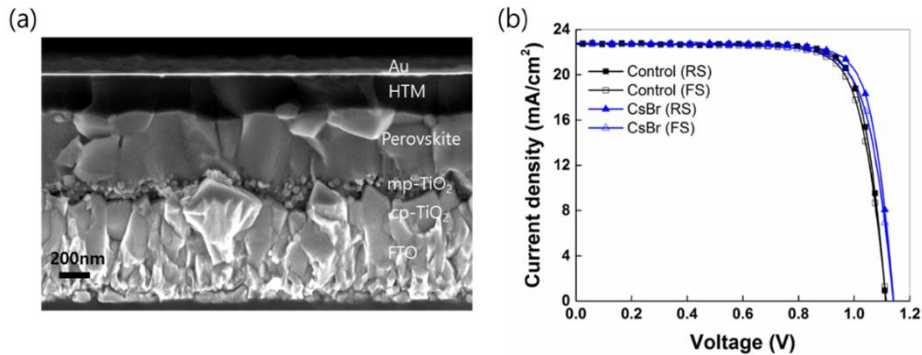 (a)
Au
HTM
Perovskite
mp-TiO₂
cp-TiO₂
FTO
200nm
(b)
Current density (mA/cm²)
24
20
16
12
8
4
0
Control (RS)
Control (FS)
CsBr (RS)
CsBr (FS)
0.0 0.2 0.4 0.6 0.8 1.0 1.2
Voltage (V)